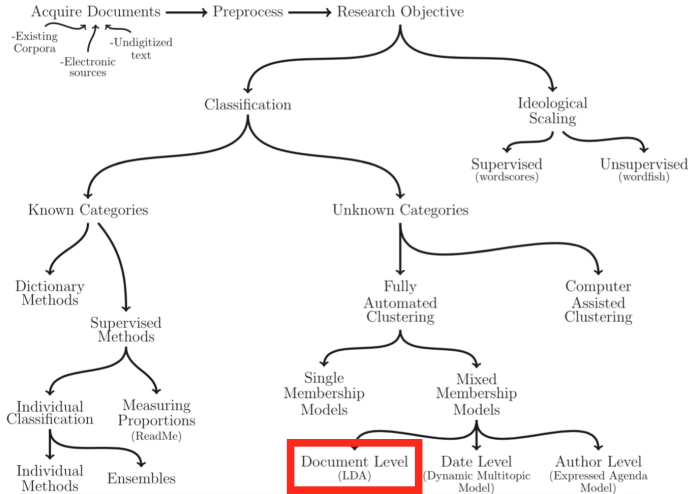 Acquire Documents
Preprocess
Research Objective
-Existing
Corpora
-Electronic
sources
-Undigitized
text
Classification
Ideological
Scaling
Supervised
(wordscores)
Unsupervised
(wordfish)
Known Categories
Unknown Categories
Dictionary
Methods
Supervised
Methods
Fully
Automated
Clustering
Computer
Assisted
Clustering
Individual
Classification
Measuring
Proportions
(ReadMe)
Single
Membership
Models
Mixed
Membership
Models
Individual
Methods
Ensembles
Document Level
(LDA)
Date Level
(Dynamic Multitopic
Model)
Author Level
(Expressed Agenda
Model)